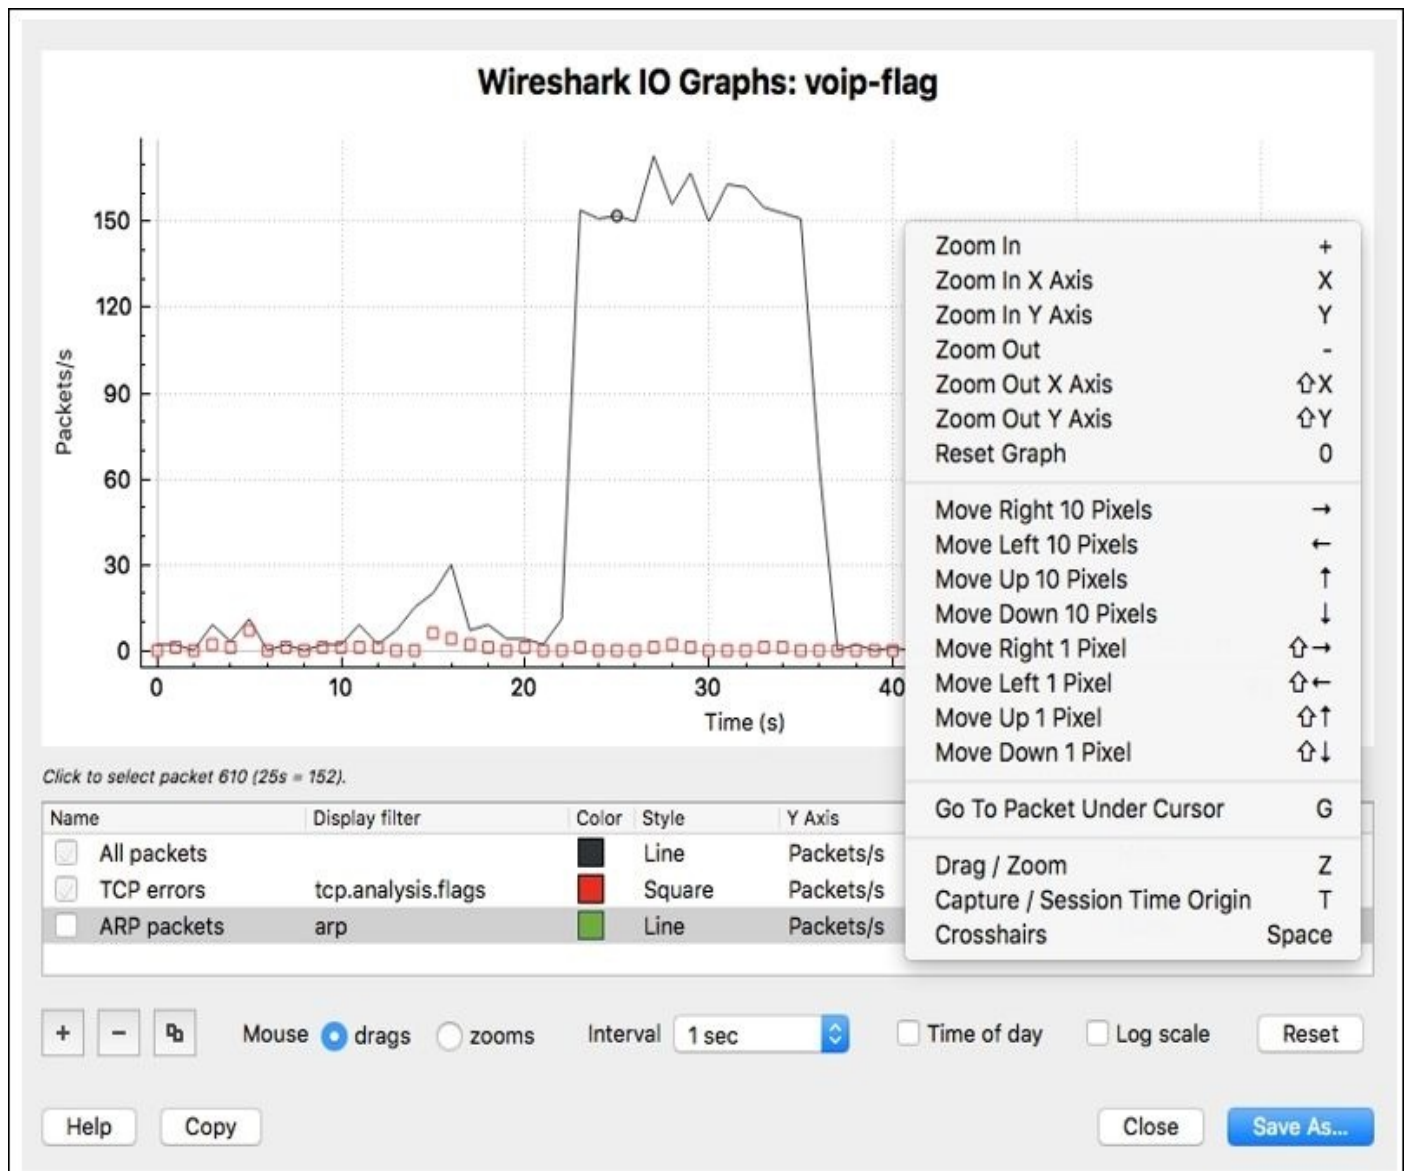 Wireshark IO Graphs: voip-flag
Packets/s
150
120
90
60
30
0
0 10 20 30 40
Time (s)
Zoom In +
Zoom In X Axis X
Zoom In Y Axis Y
Zoom Out -
Zoom Out X Axis ⇧X
Zoom Out Y Axis ⇧Y
Reset Graph 0
Move Right 10 Pixels →
Move Left 10 Pixels ←
Move Up 10 Pixels ↑
Move Down 10 Pixels ↓
Move Right 1 Pixel ⇧→
Move Left 1 Pixel ⇧←
Move Up 1 Pixel ⇧↑
Move Down 1 Pixel ⇧↓
Go To Packet Under Cursor G
Drag / Zoom Z
Capture / Session Time Origin T
Crosshairs Space
Click to select packet 610 (25s = 152).
Name Display filter Color Style Y Axis
All packets Line Packets/s
TCP errors tcp.analysis.flags Square Packets/s
ARP packets arp Line Packets/s
+ - Mouse drags zooms Interval 1 sec Time of day Log scale Reset
Help Copy Close Save As...